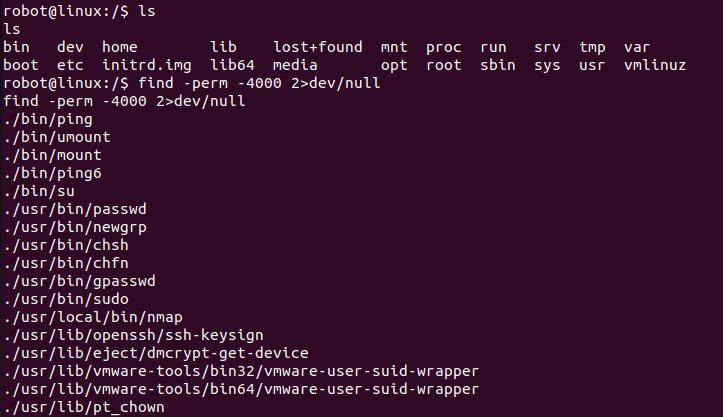 robot@linux:/$ ls
ls
bin   dev  home        lib    lost+found  mnt  proc  run   srv  tmp  var
boot  etc  initrd.img  lib64  media       opt  root  sbin  sys  usr  vmlinuz
robot@linux:/$ find -perm -4000 2>dev/null
find -perm -4000 2>dev/null
./bin/ping
./bin/umount
./bin/mount
./bin/ping6
./bin/su
./usr/bin/passwd
./usr/bin/newgrp
./usr/bin/chsh
./usr/bin/chfn
./usr/bin/gpasswd
./usr/bin/sudo
./usr/local/bin/nmap
./usr/lib/openssh/ssh-keysign
./usr/lib/eject/dmcrypt-get-device
./usr/lib/vmware-tools/bin32/vmware-user-suid-wrapper
./usr/lib/vmware-tools/bin64/vmware-user-suid-wrapper
./usr/lib/pt_chown